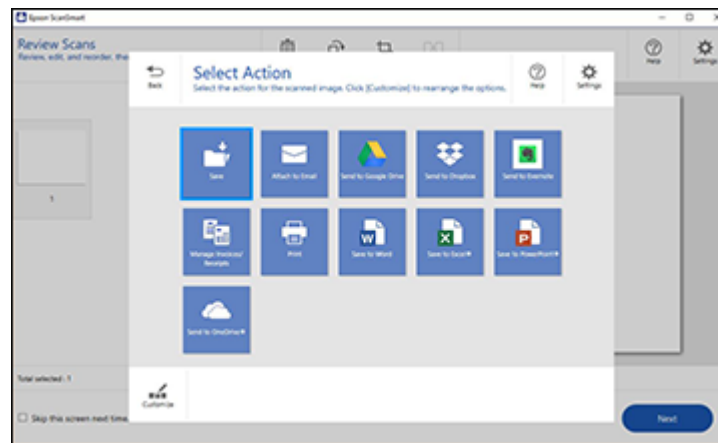 Epson ScanSmart
Review Scans
Review, edit, and reorder, the
Help
Settings
Back
Select Action
Select the action for the scanned image. Click [Customize] to rearrange the options.
Help
Settings
Save
Attach to Email
Send to Google Drive
Send to Dropbox
Send to Evernote
1
Manage Invoices/
Receipts
Print
Save to Word
Save to Excel®
Save to PowerPoint®
Send to OneDrive®
Total selected : 1
Customize
Skip this screen next time.
Next